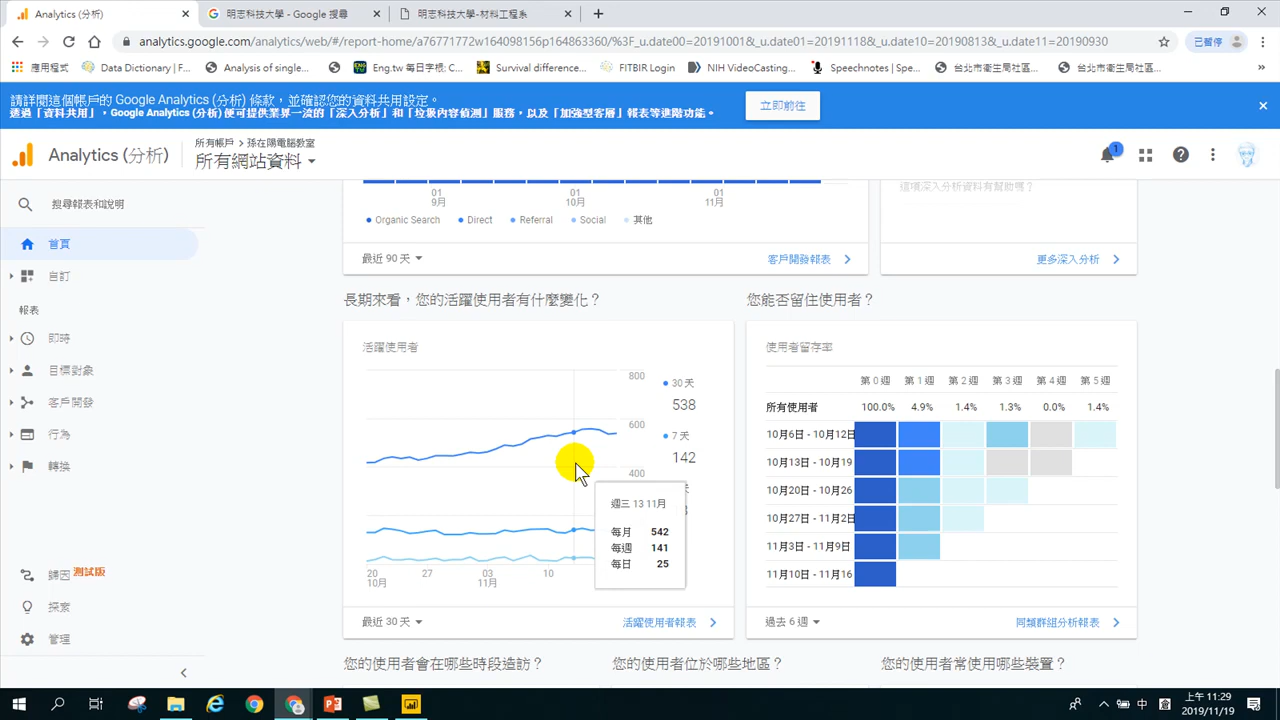 Analytics (分析)
明志科技大學 - Google 搜尋
明志科技大學-材料工程系
analytics.google.com/analytics/web/#/report-home/a76771772w164098156p164863360/%3F_u.date00=20191001&_u.date01=20191118&_u.date10=20190813&_u.date11=20190930
已暫停
應用程式
Data Dictionary | F...
Analysis of single...
Eng.tw 每日字根: C...
Survival difference...
FITBIR Login
NIH VideoCasting...
Speechnotes | Spe...
台北市衛生局社區...
台北市衛生局社區...
請詳閱這個帳戶的 Google Analytics (分析) 條款，並確認您的資料共用設定。
透過「資料共用」，Google Analytics (分析) 便可提供業界一流的「深入分析」和「垃圾內容偵測」服務，以及「加強型客層」報表等進階功能。
立即前往
Analytics (分析)
所有帳戶 > 孫在陽電腦教室
所有網站資料
1
搜尋報表和說明
首頁
自訂
報表
即時
目標對象
客戶開發
行為
轉換
歸因 測試版
探索
管理
01 01 01
9月 10月 11月
Organic Search Direct Referral Social 其他
最近 90 天
客戶開發報表
這項深入分析資料有幫助嗎？
更多深入分析
長期來看，您的活躍使用者有什麼變化？
活躍使用者
800
600
400
30 天
538
7 天
142
週三 13 11月
每月 542
每週 141
每日 25
20 27 03 10
10月 11月
最近 30 天
活躍使用者報表
您能否留住使用者？
使用者留存率
第 0 週 第 1 週 第 2 週 第 3 週 第 4 週 第 5 週
所有使用者 100.0% 4.9% 1.4% 1.3% 0.0% 1.4%
10月6日 - 10月12日
10月13日 - 10月19
10月20日 - 10月26
10月27日 - 11月2日
11月3日 - 11月9日
11月10日 - 11月16
過去 6 週
同類群組分析報表
您的使用者會在哪些時段造訪？
您的使用者位於哪些地區？
您的使用者常使用哪些裝置？
中
上午 11:29
2019/11/19